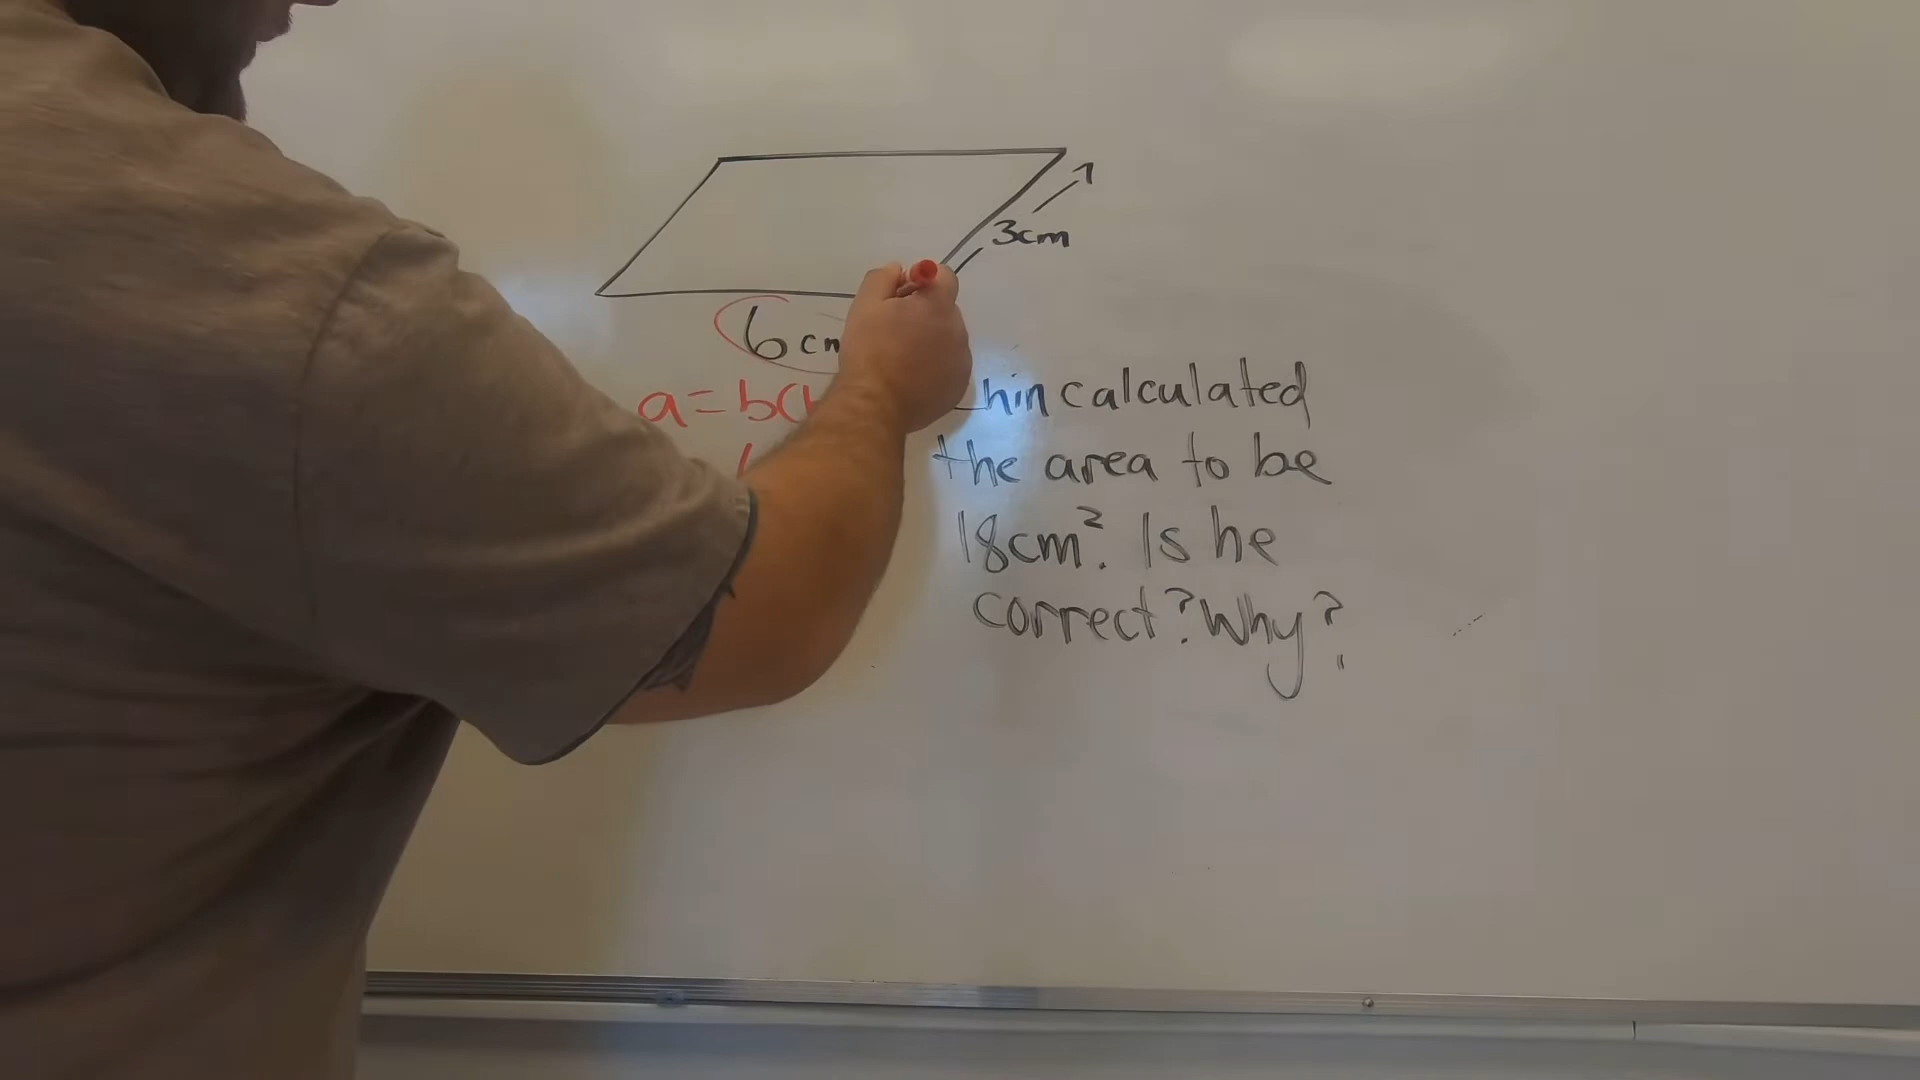 3cm
6cm
a=b(h
hin calculated
the area to be
18cm². Is he
correct? Why?